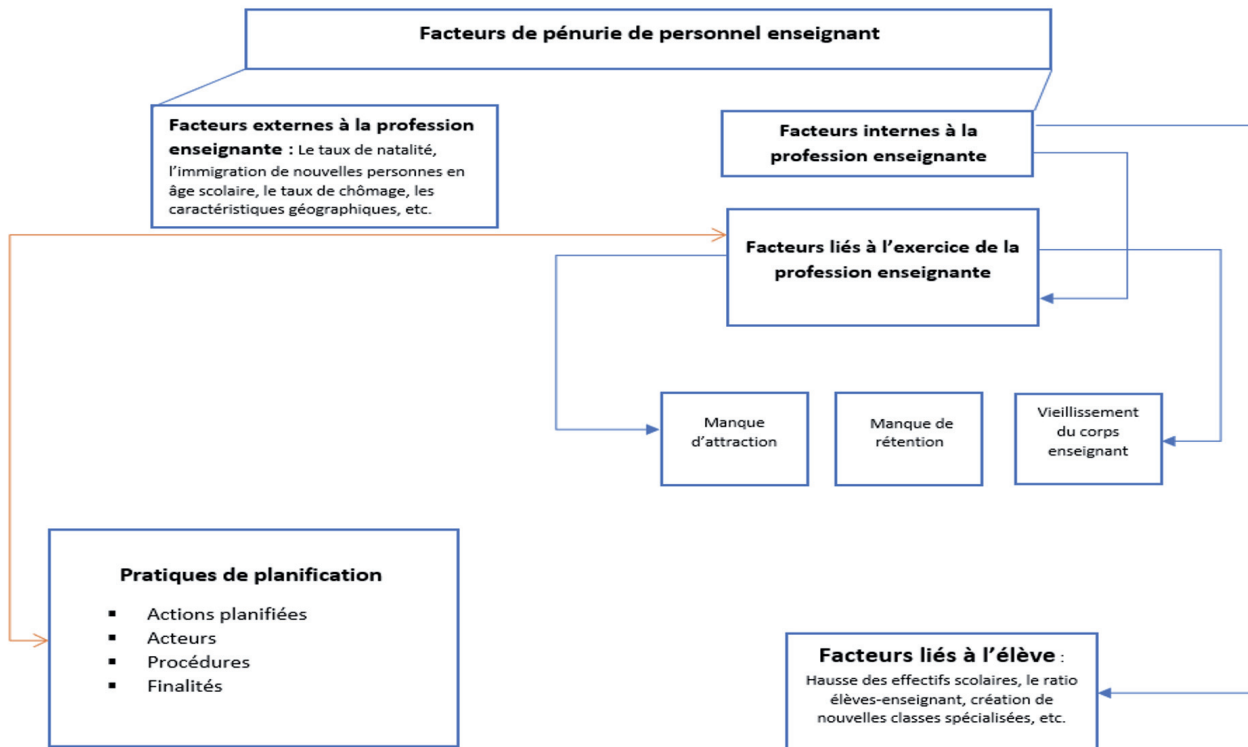 Facteurs de pénurie de personnel enseignant
Facteurs externes à la profession
enseignante : Le taux de natalité,
l’immigration de nouvelles personnes en
âge scolaire, le taux de chômage, les
caractéristiques géographiques, etc.
Facteurs internes à la
profession enseignante
Facteurs liés à l’exercice de la
profession enseignante
Manque
d’attraction
Manque de
rétention
Vieillissement
du corps
enseignant
Pratiques de planification
▪ Actions planifiées
▪ Acteurs
▪ Procédures
▪ Finalités
Facteurs liés à l’élève :
Hausse des effectifs scolaires, le ratio
élèves-enseignant, création de
nouvelles classes spécialisées, etc.